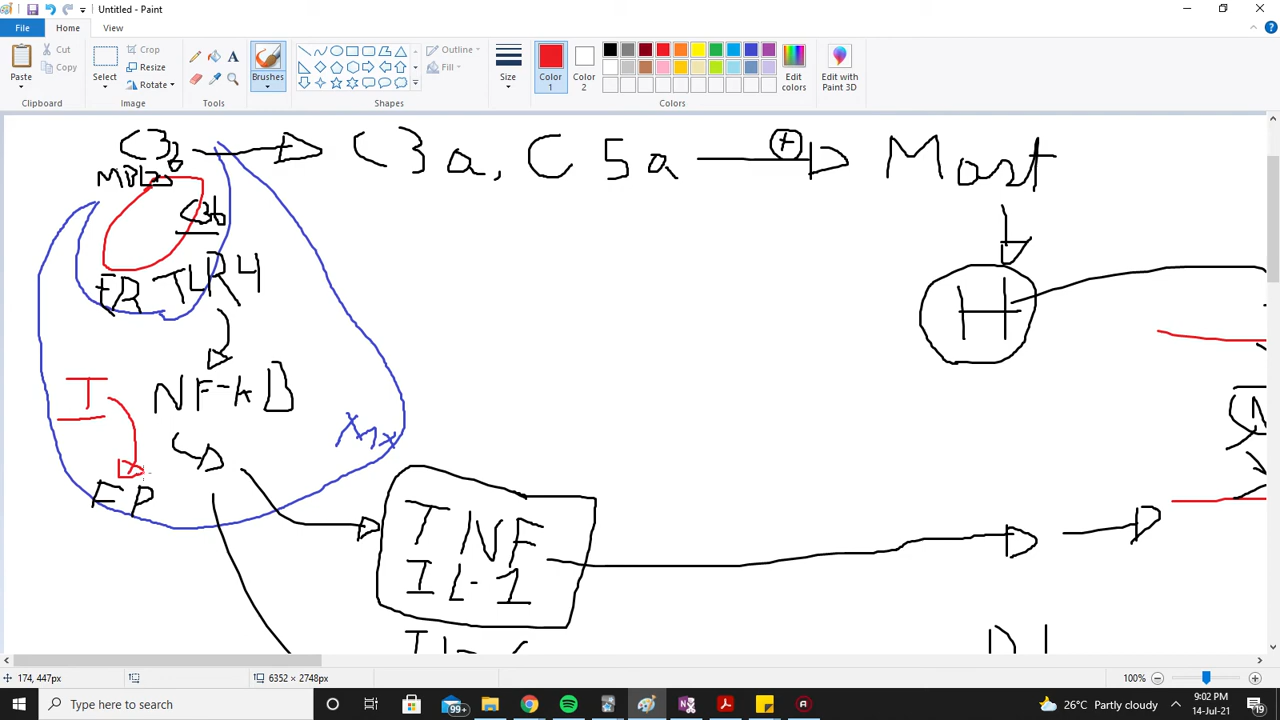 Untitled - Paint
File Home View
Paste Cut Copy Clipboard
Select Crop Resize Rotate Image
Tools
Brushes
Shapes Outline Fill
Size
Color 1 Color 2 Edit colors Colors
Edit with Paint 3D
C3 C3a, C5a + Mast
C3b
TLR4
H
I NF-kB
TNF
IL-1
174, 447px 6352 × 2748px 100%
Type here to search 99+ 26°C Partly cloudy 9:02 PM
14-Jul-21 19